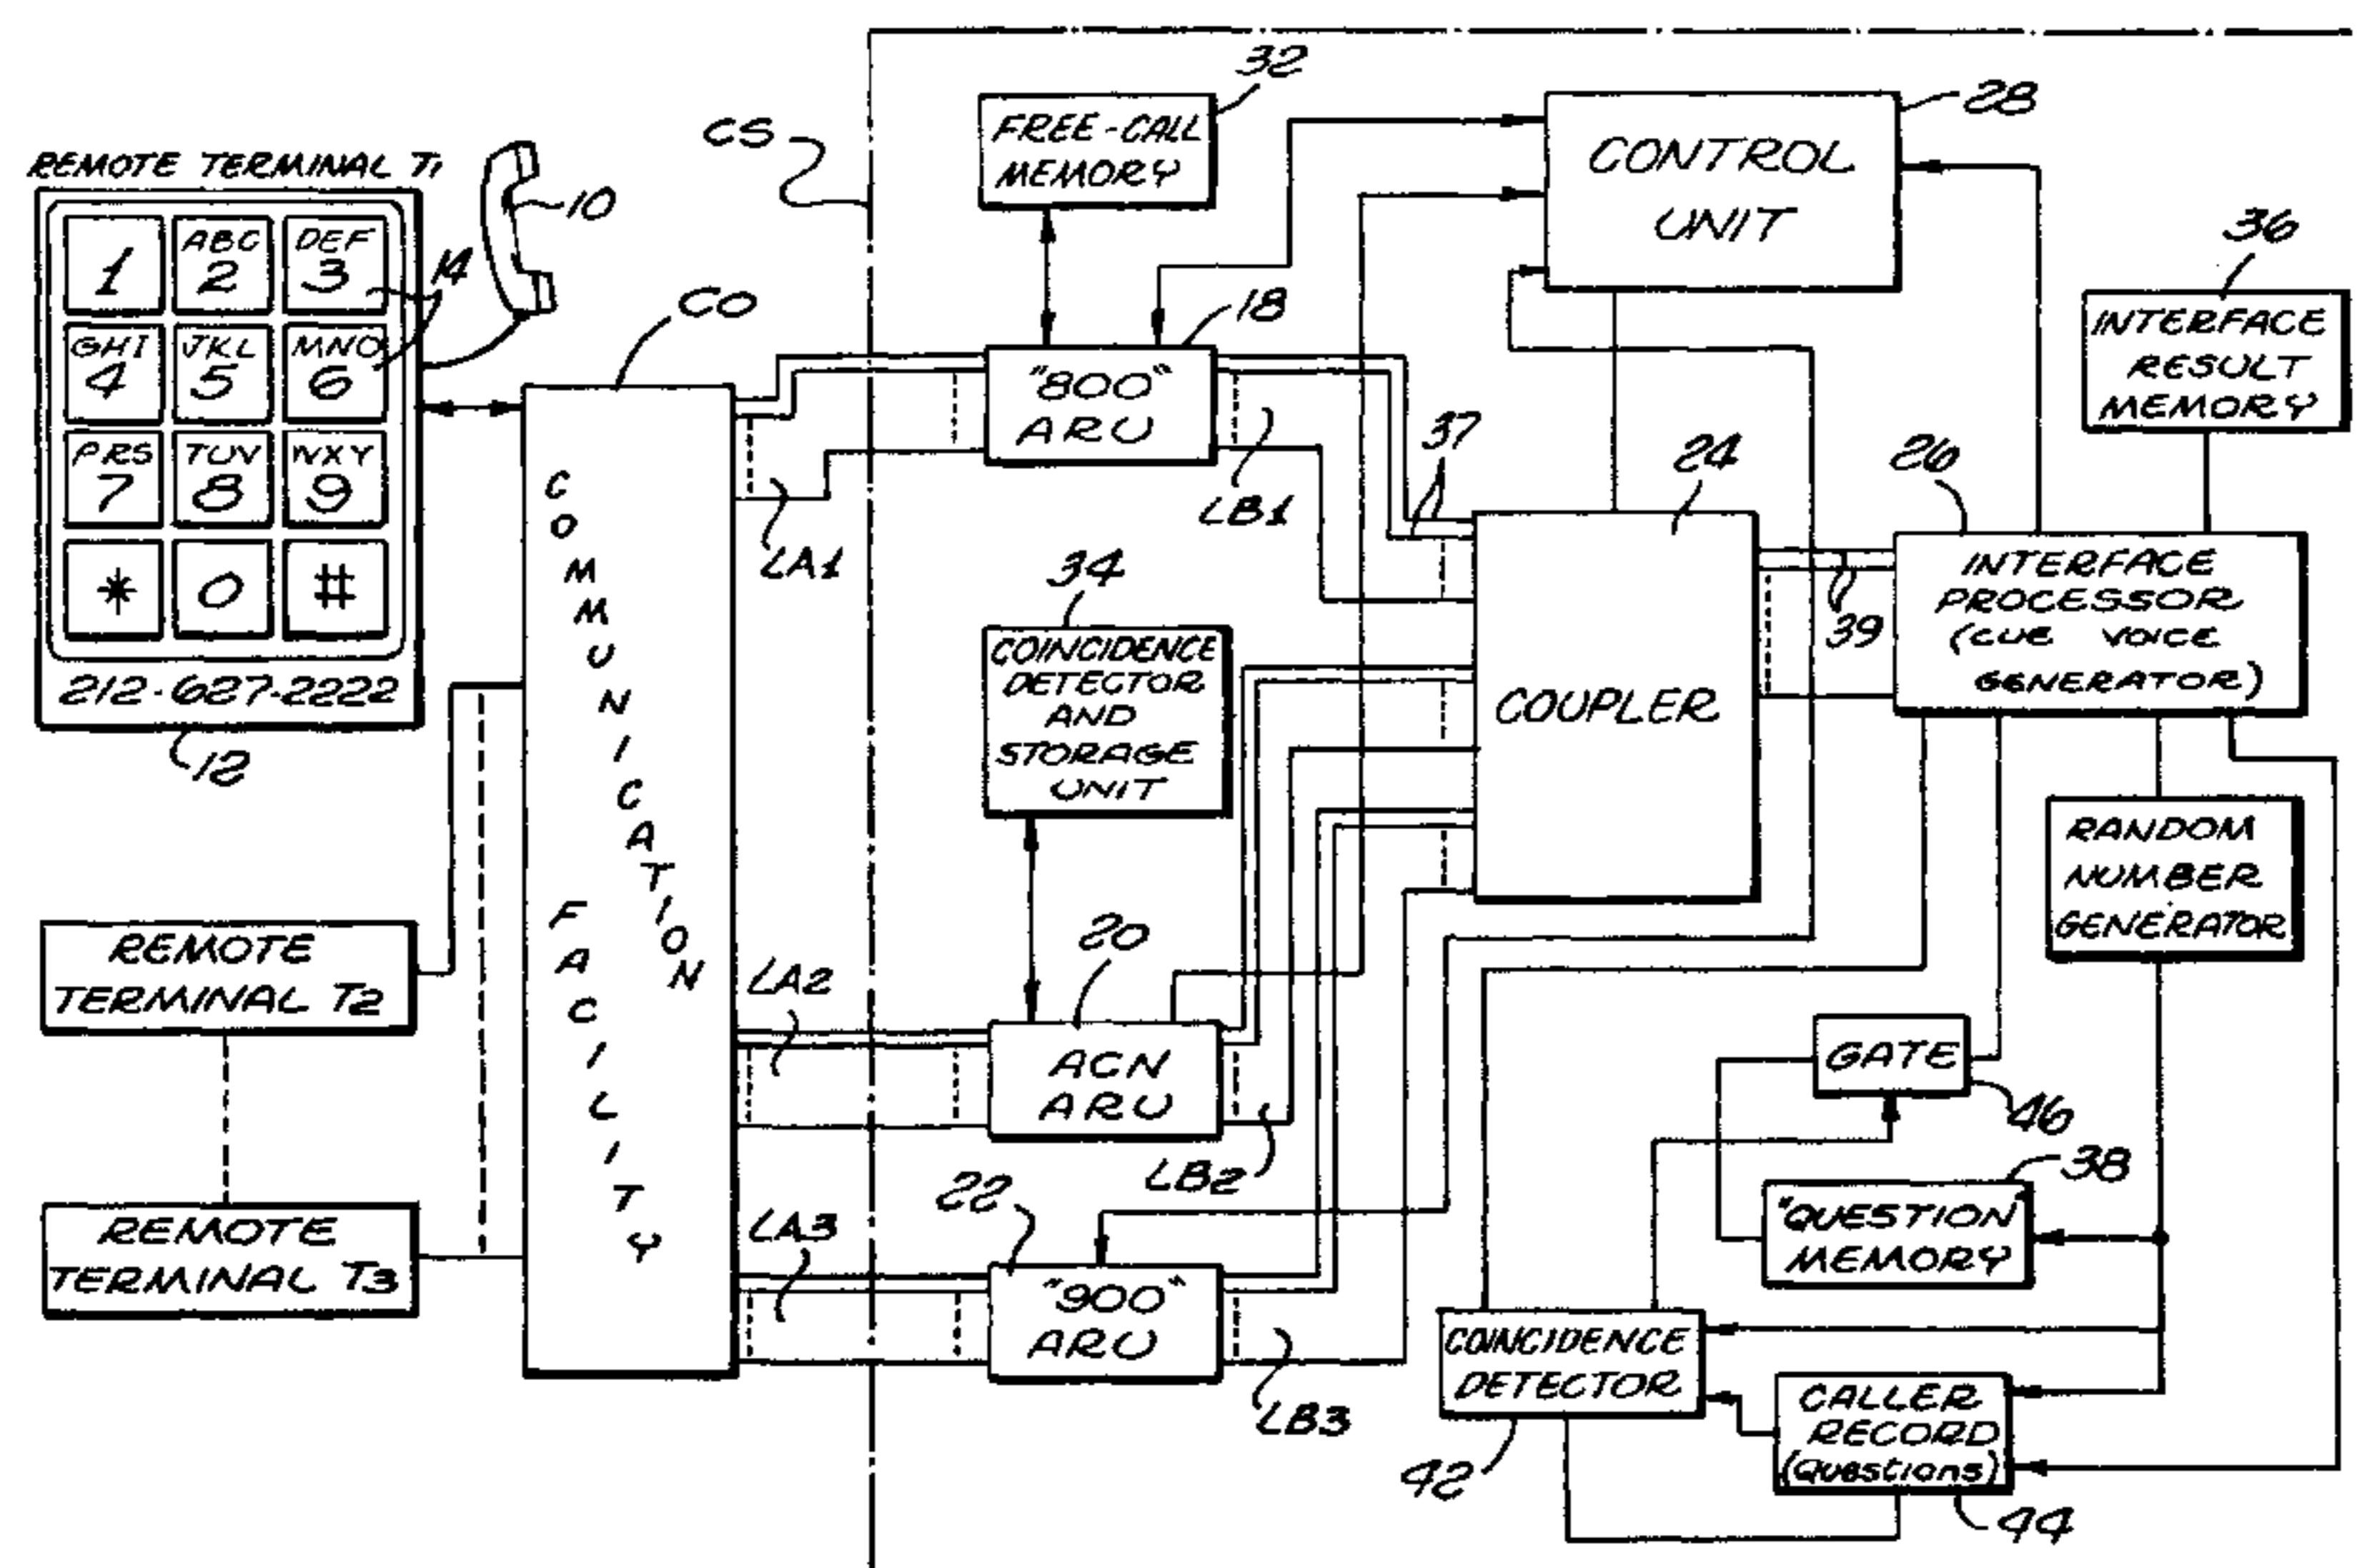 REMOTE TERMINAL T1
10
1
ABC
2
DEF
3
14
GHI
4
JKL
5
MNO
6
PRS
7
TUV
8
WXY
9
*
0
#
212-627-2222
12
REMOTE
TERMINAL T2
REMOTE
TERMINAL T3
CO
COMMUNICATION
FACILITY
CS
LA1
LA2
LA3
32
FREE-CALL
MEMORY
18
"800"
ARU
LB1
34
COINCIDENCE
DETECTOR
AND
STORAGE
UNIT
20
ACN
ARU
LB2
22
"900"
ARU
LB3
28
CONTROL
UNIT
37
24
COUPLER
39
36
INTERFACE
RESULT
MEMORY
26
INTERFACE
PROCESSOR
(CUE VOICE
GENERATOR)
RANDOM
NUMBER
GENERATOR
GATE
46
38
"QUESTION
MEMORY
COINCIDENCE
DETECTOR
42
CALLER
RECORD
(Questions)
44